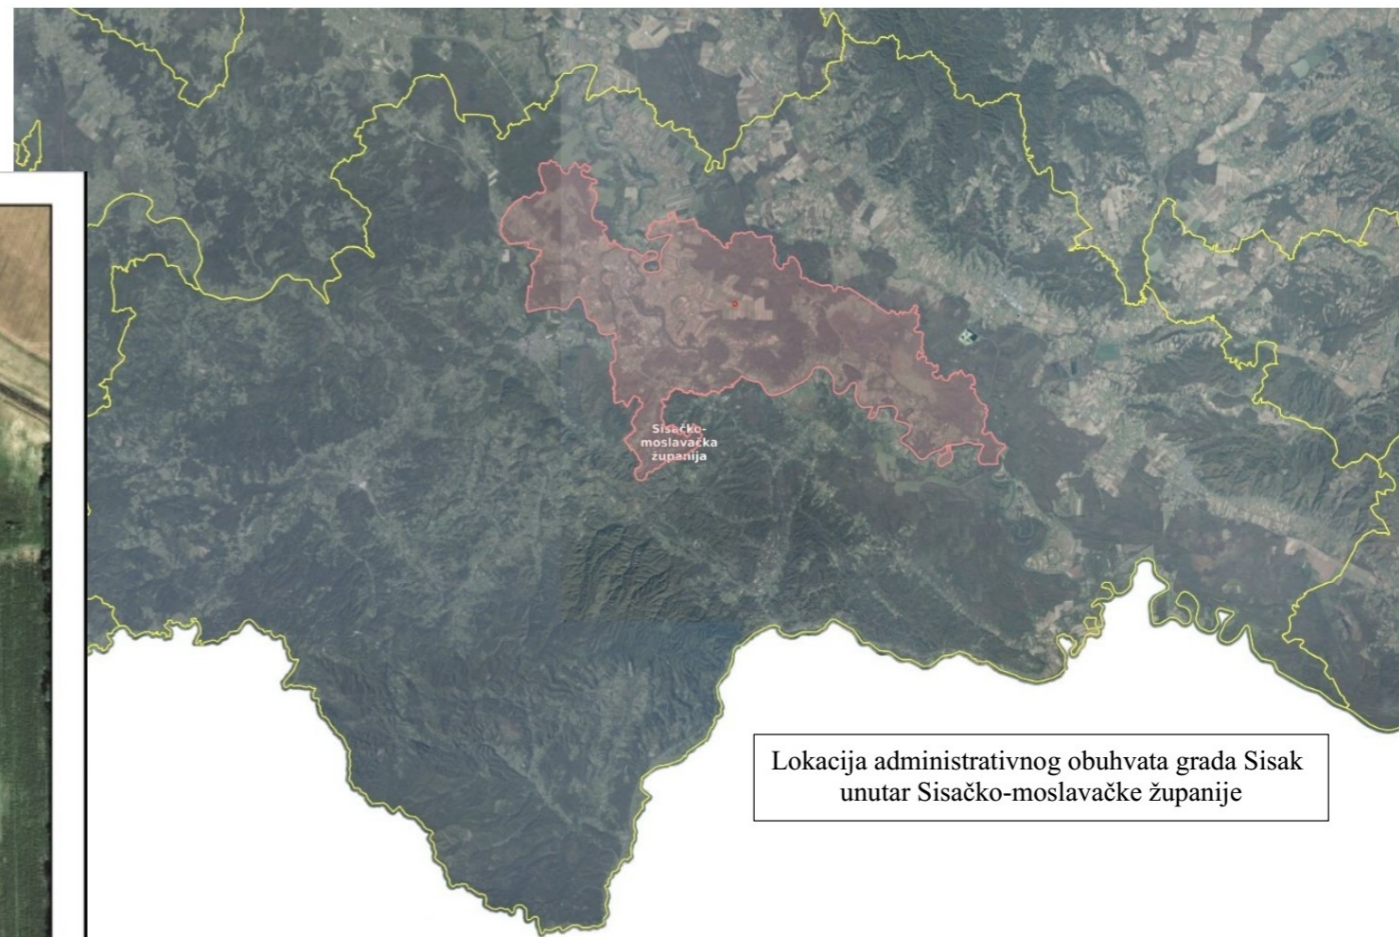 Sisačko-
moslavačka
županija
Lokacija administrativnog obuhvata grada Sisak
unutar Sisačko-moslavačke županije